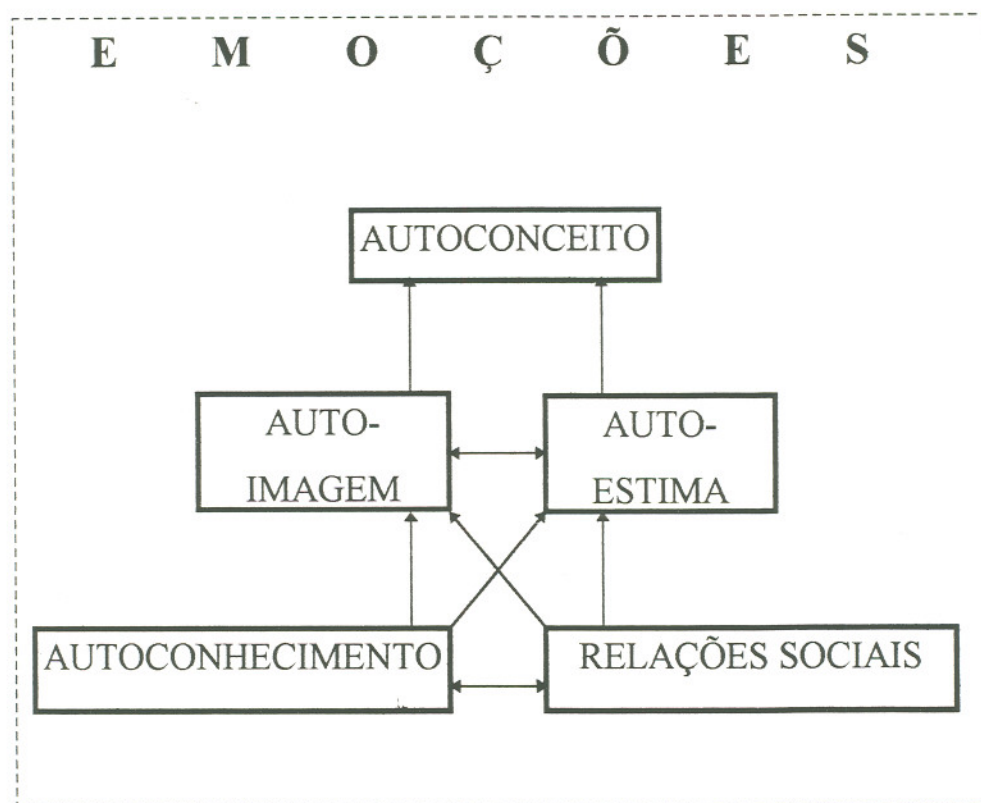 E M O Ç Õ E S
AUTOCONCEITO
AUTO-
IMAGEM
AUTO-
ESTIMA
AUTOCONHECIMENTO
RELAÇÕES SOCIAIS